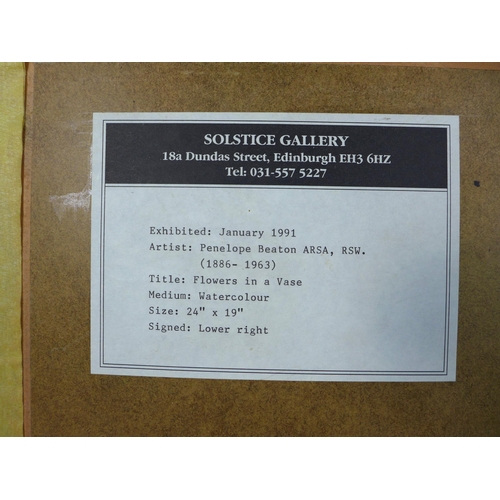 SOLSTICE GALLERY
18a Dundas Street, Edinburgh EH3 6HZ
Tel: 031-557 5227
Exhibited: January 1991
Artist: Penelope Beaton ARSA, RSW.
(1886- 1963)
Title: Flowers in a Vase
Medium: Watercolour
Size: 24" x 19"
Signed: Lower right